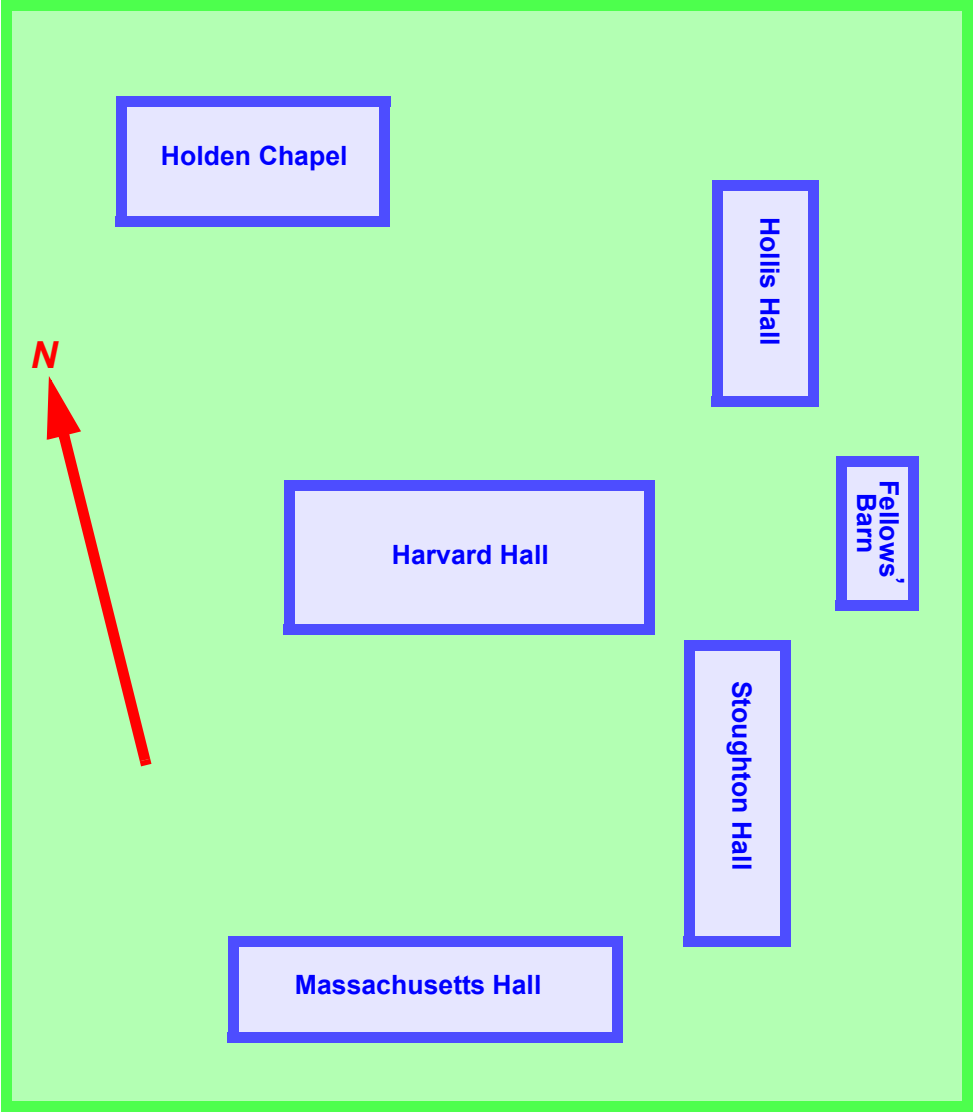 Holden Chapel
Hollis Hall
N
Fellows’
Barn
Harvard Hall
Stoughton Hall
Massachusetts Hall